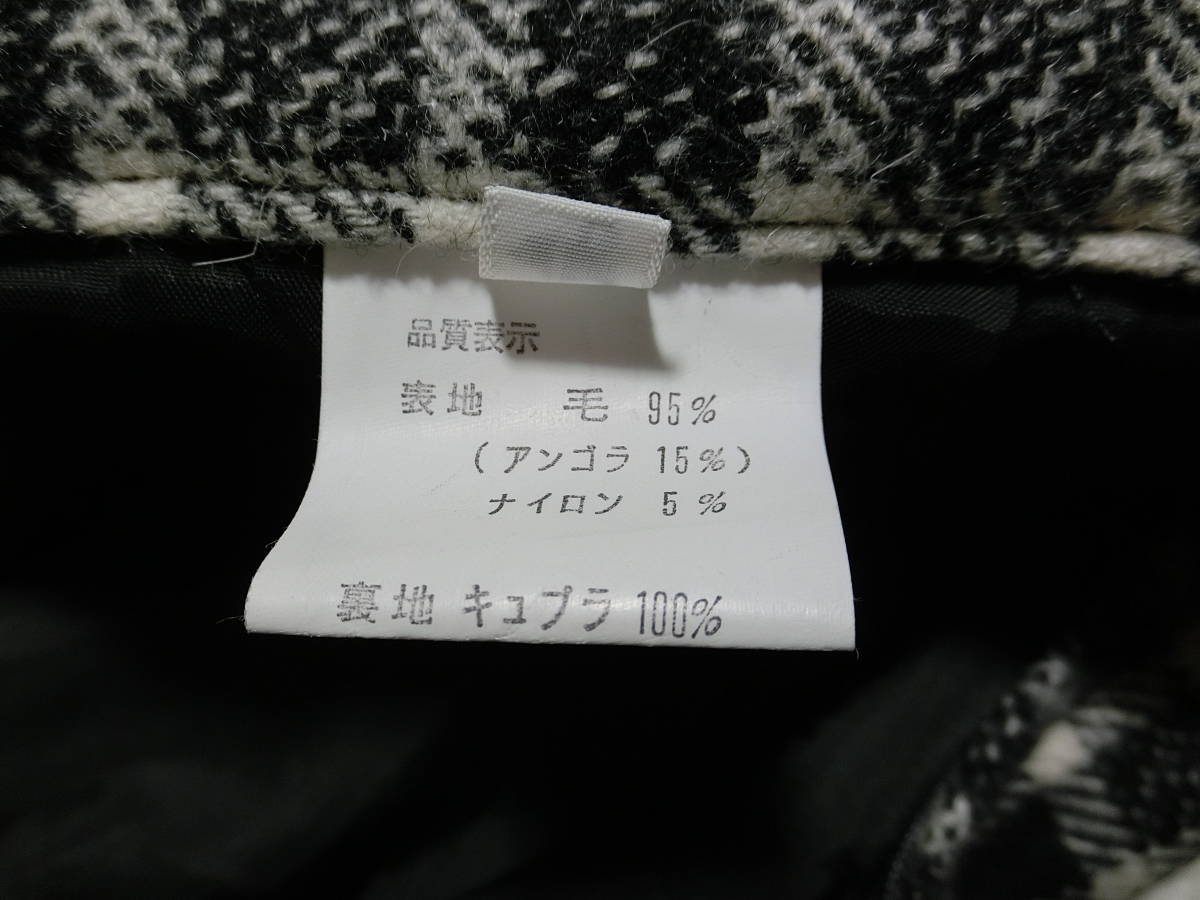 品質表示
表地 毛 95%
(アンゴラ 15%)
ナイロン 5%
裏地 キュプラ 100%